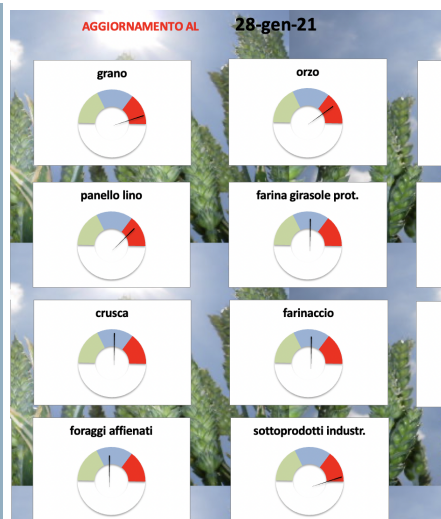 AGGIORNAMENTO AL 28-gen-21
grano
orzo
panello lino
farina girasole prot.
crusca
farinaccio
foraggi affienati
sottoprodotti industr.